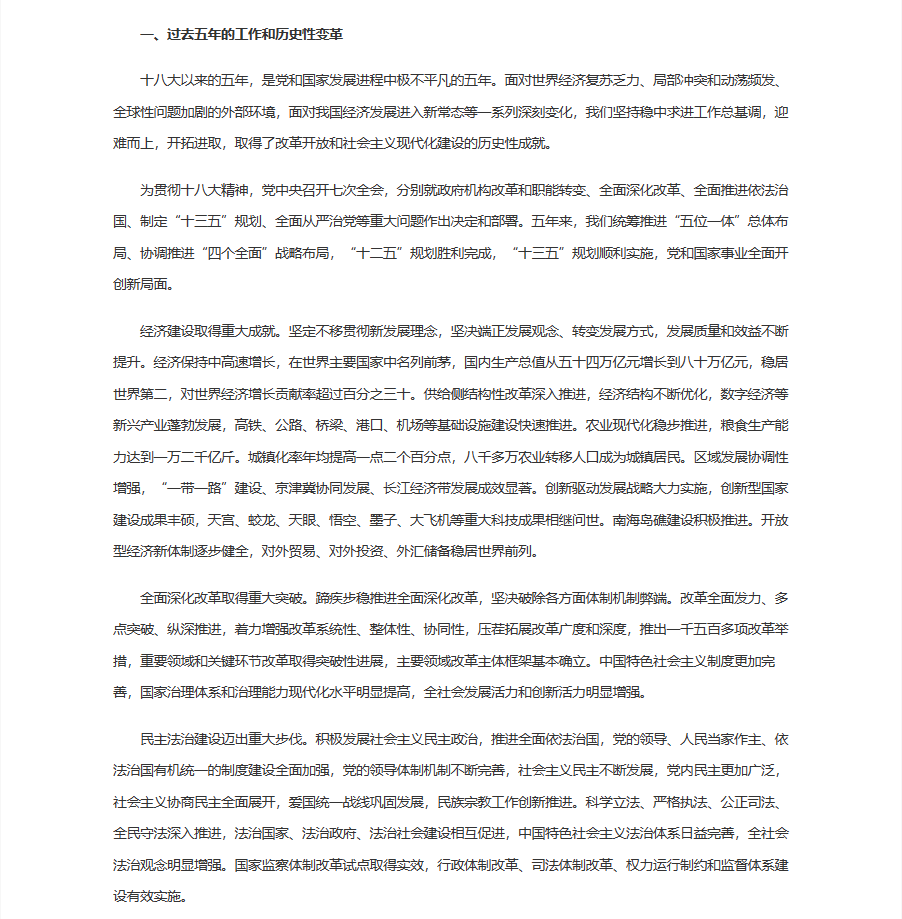 一、过去五年的工作和历史性变革
十八大以来的五年，是党和国家发展进程中极不平凡的五年。面对世界经济复苏乏力、局部冲突和动荡频发、
全球性问题加剧的外部环境，面对我国经济发展进入新常态等一系列深刻变化，我们坚持稳中求进工作总基调，迎
难而上，开拓进取，取得了改革开放和社会主义现代化建设的历史性成就。
为贯彻十八大精神，党中央召开七次全会，分别就政府机构改革和职能转变、全面深化改革、全面推进依法治
国、制定“十三五”规划、全面从严治党等重大问题作出决定和部署。五年来，我们统筹推进“五位一体”总体布
局、协调推进“四个全面”战略布局，“十二五”规划胜利完成，“十三五”规划顺利实施，党和国家事业全面开
创新局面。
经济建设取得重大成就。坚定不移贯彻新发展理念，坚决端正发展观念、转变发展方式，发展质量和效益不断
提升。经济保持中高速增长，在世界主要国家中名列前茅，国内生产总值从五十四万亿元增长到八十万亿元，稳居
世界第二，对世界经济增长贡献率超过百分之三十。供给侧结构性改革深入推进，经济结构不断优化，数字经济等
新兴产业蓬勃发展，高铁、公路、桥梁、港口、机场等基础设施建设快速推进。农业现代化稳步推进，粮食生产能
力达到一万二千亿斤。城镇化率年均提高一点二个百分点，八千多万农业转移人口成为城镇居民。区域发展协调性
增强，“一带一路”建设、京津冀协同发展、长江经济带发展成效显著。创新驱动发展战略大力实施，创新型国家
建设成果丰硕，天宫、蛟龙、天眼、悟空、墨子、大飞机等重大科技成果相继问世。南海岛礁建设积极推进。开放
型经济新体制逐步健全，对外贸易、对外投资、外汇储备稳居世界前列。
全面深化改革取得重大突破。蹄疾步稳推进全面深化改革，坚决破除各方面体制机制弊端。改革全面发力、多
点突破、纵深推进，着力增强改革系统性、整体性、协同性，压茬拓展改革广度和深度，推出一千五百多项改革举
措，重要领域和关键环节改革取得突破性进展，主要领域改革主体框架基本确立。中国特色社会主义制度更加完
善，国家治理体系和治理能力现代化水平明显提高，全社会发展活力和创新活力明显增强。
民主法治建设迈出重大步伐。积极发展社会主义民主政治，推进全面依法治国，党的领导、人民当家作主、依
法治国有机统一的制度建设全面加强，党的领导体制机制不断完善，社会主义民主不断发展，党内民主更加广泛，
社会主义协商民主全面展开，爱国统一战线巩固发展，民族宗教工作创新推进。科学立法、严格执法、公正司法、
全民守法深入推进，法治国家、法治政府、法治社会建设相互促进，中国特色社会主义法治体系日益完善，全社会
法治观念明显增强。国家监察体制改革试点取得实效，行政体制改革、司法体制改革、权力运行制约和监督体系建
设有效实施。